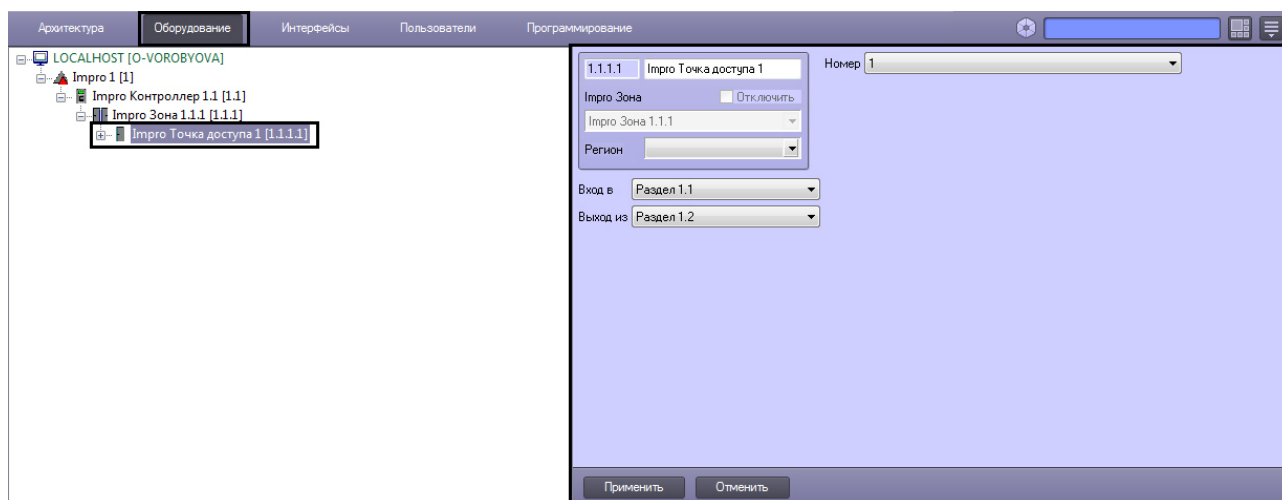 Архитектура Оборудование Интерфейсы Пользователи Программирование
LOCALHOST [O-VOROBYOVA]
Impro 1 [1]
Impro Контроллер 1.1 [1.1]
Impro Зона 1.1.1 [1.1.1]
Impro Точка доступа 1 [1.1.1.1]
1.1.1.1 Impro Точка доступа 1
Impro Зона Отключить
Impro Зона 1.1.1
Регион
Вход в Раздел 1.1
Выход из Раздел 1.2
Номер 1
Применить Отменить